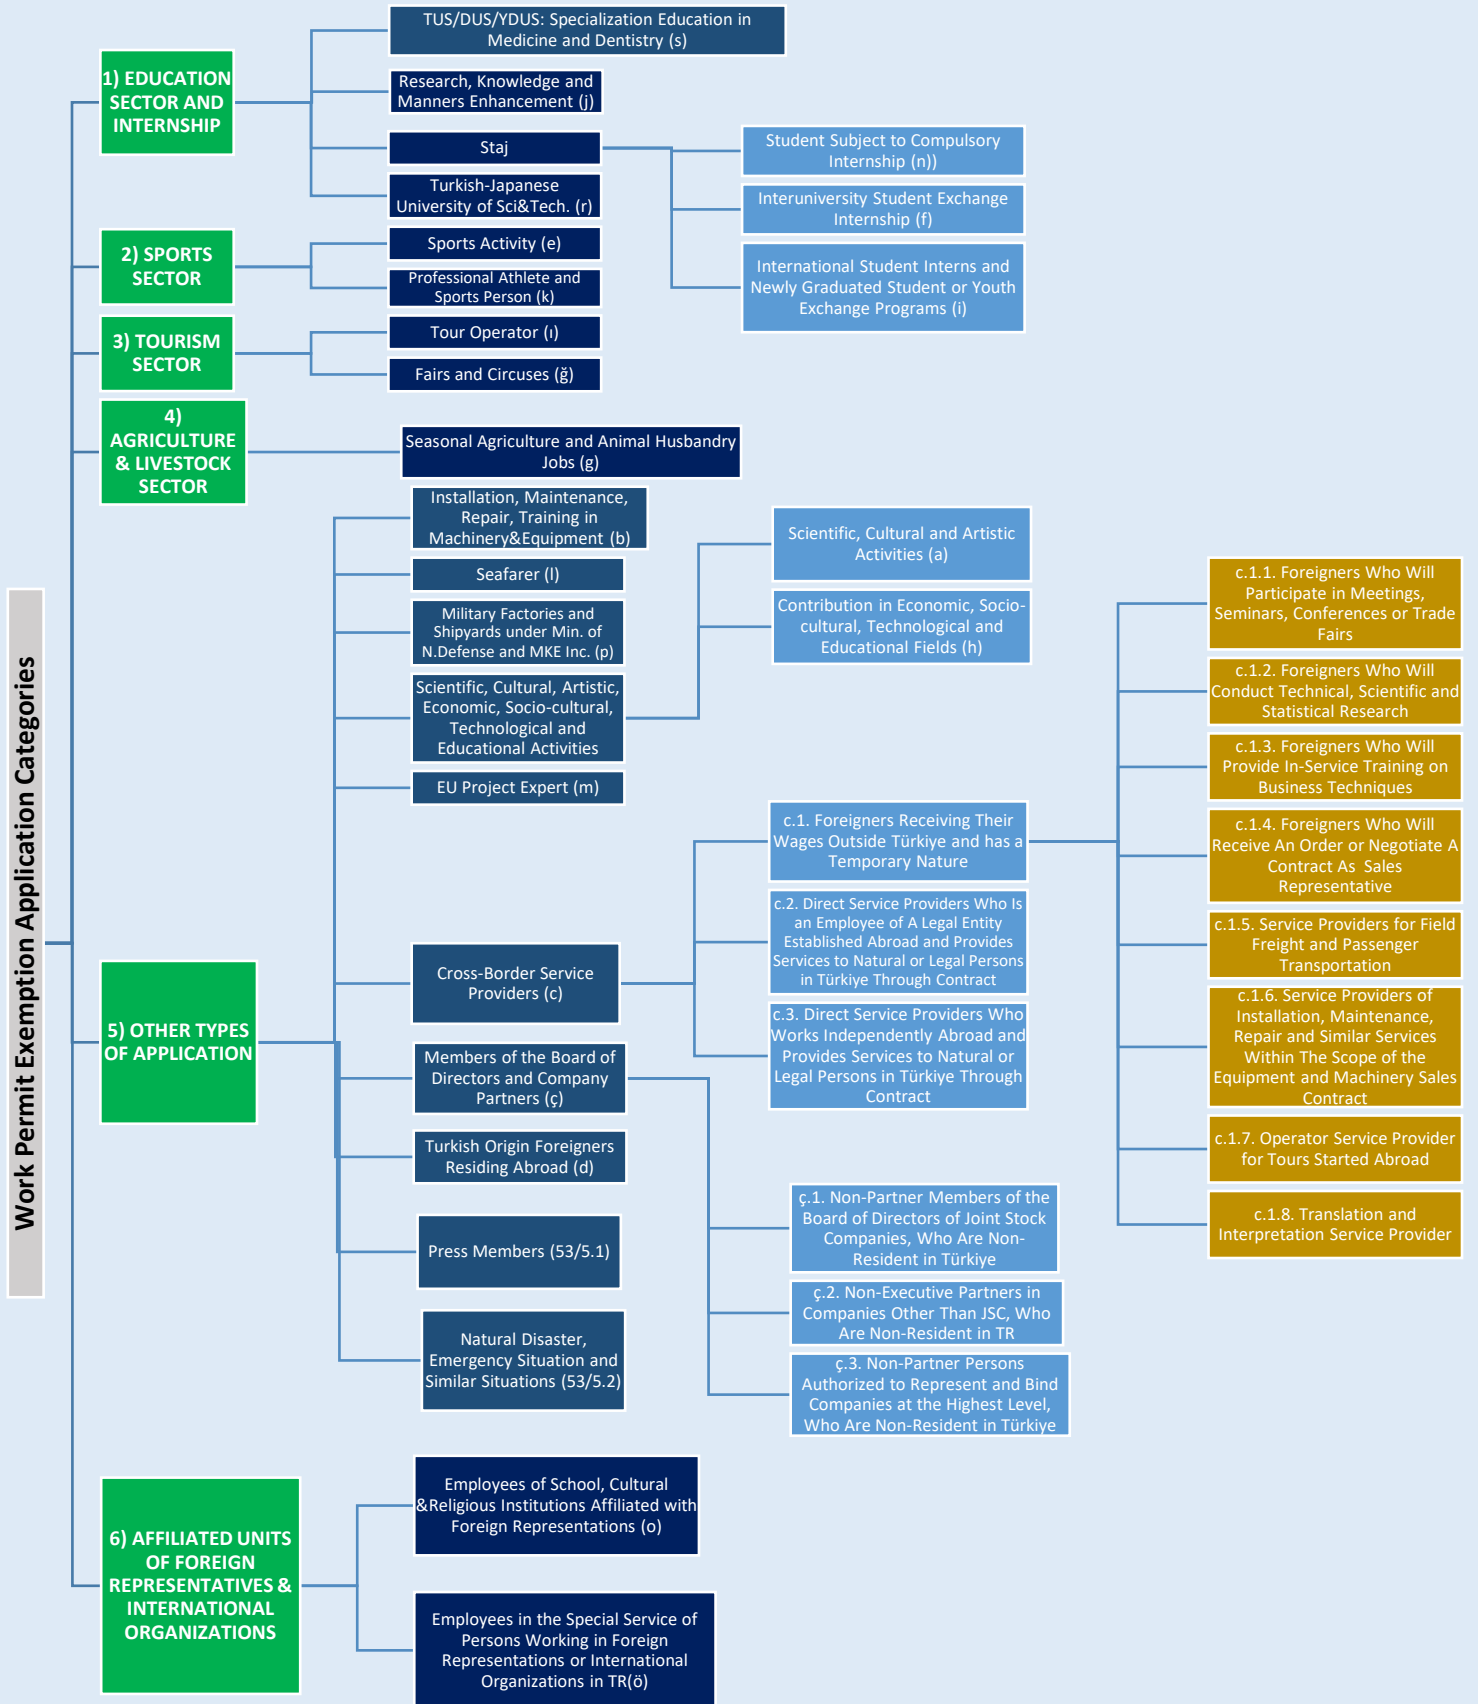 Work Permit Exemption Application Categories
1) EDUCATION
SECTOR AND
INTERNSHIP
TUS/DUS/YDUS: Specialization Education in
Medicine and Dentistry (s)
Research, Knowledge and
Manners Enhancement (j)
Staj
Student Subject to Compulsory
Internship (n))
Interuniversity Student Exchange
Internship (f)
International Student Interns and
Newly Graduated Student or Youth
Exchange Programs (i)
Turkish-Japanese
University of Sci&Tech. (r)
2) SPORTS
SECTOR
Sports Activity (e)
Professional Athlete and
Sports Person (k)
3) TOURISM
SECTOR
Tour Operator (ı)
Fairs and Circuses (ğ)
4)
AGRICULTURE
& LIVESTOCK
SECTOR
Seasonal Agriculture and Animal Husbandry
Jobs (g)
5) OTHER TYPES
OF APPLICATION
Installation, Maintenance,
Repair, Training in
Machinery&Equipment (b)
Seafarer (l)
Military Factories and
Shipyards under Min. of
N.Defense and MKE Inc. (p)
Scientific, Cultural, Artistic,
Economic, Socio-cultural,
Technological and
Educational Activities
Scientific, Cultural and Artistic
Activities (a)
Contribution in Economic, Socio-
cultural, Technological and
Educational Fields (h)
EU Project Expert (m)
Cross-Border Service
Providers (c)
c.1. Foreigners Receiving Their
Wages Outside Türkiye and has a
Temporary Nature
c.1.1. Foreigners Who Will
Participate in Meetings,
Seminars, Conferences or Trade
Fairs
c.1.2. Foreigners Who Will
Conduct Technical, Scientific and
Statistical Research
c.1.3. Foreigners Who Will
Provide In-Service Training on
Business Techniques
c.1.4. Foreigners Who Will
Receive An Order or Negotiate A
Contract As Sales
Representative
c.1.5. Service Providers for Field
Freight and Passenger
Transportation
c.1.6. Service Providers of
Installation, Maintenance,
Repair and Similar Services
Within The Scope of the
Equipment and Machinery Sales
Contract
c.1.7. Operator Service Provider
for Tours Started Abroad
c.1.8. Translation and
Interpretation Service Provider
c.2. Direct Service Providers Who Is
an Employee of A Legal Entity
Established Abroad and Provides
Services to Natural or Legal Persons
in Türkiye Through Contract
c.3. Direct Service Providers Who
Works Independently Abroad and
Provides Services to Natural or
Legal Persons in Türkiye Through
Contract
Members of the Board of
Directors and Company
Partners (ç)
ç.1. Non-Partner Members of the
Board of Directors of Joint Stock
Companies, Who Are Non-
Resident in Türkiye
ç.2. Non-Executive Partners in
Companies Other Than JSC, Who
Are Non-Resident in TR
ç.3. Non-Partner Persons
Authorized to Represent and Bind
Companies at the Highest Level,
Who Are Non-Resident in Türkiye
Turkish Origin Foreigners
Residing Abroad (d)
Press Members (53/5.1)
Natural Disaster,
Emergency Situation and
Similar Situations (53/5.2)
6) AFFILIATED UNITS
OF FOREIGN
REPRESENTATIVES &
INTERNATIONAL
ORGANIZATIONS
Employees of School, Cultural
&Religious Institutions Affiliated with
Foreign Representations (o)
Employees in the Special Service of
Persons Working in Foreign
Representations or International
Organizations in TR(ö)